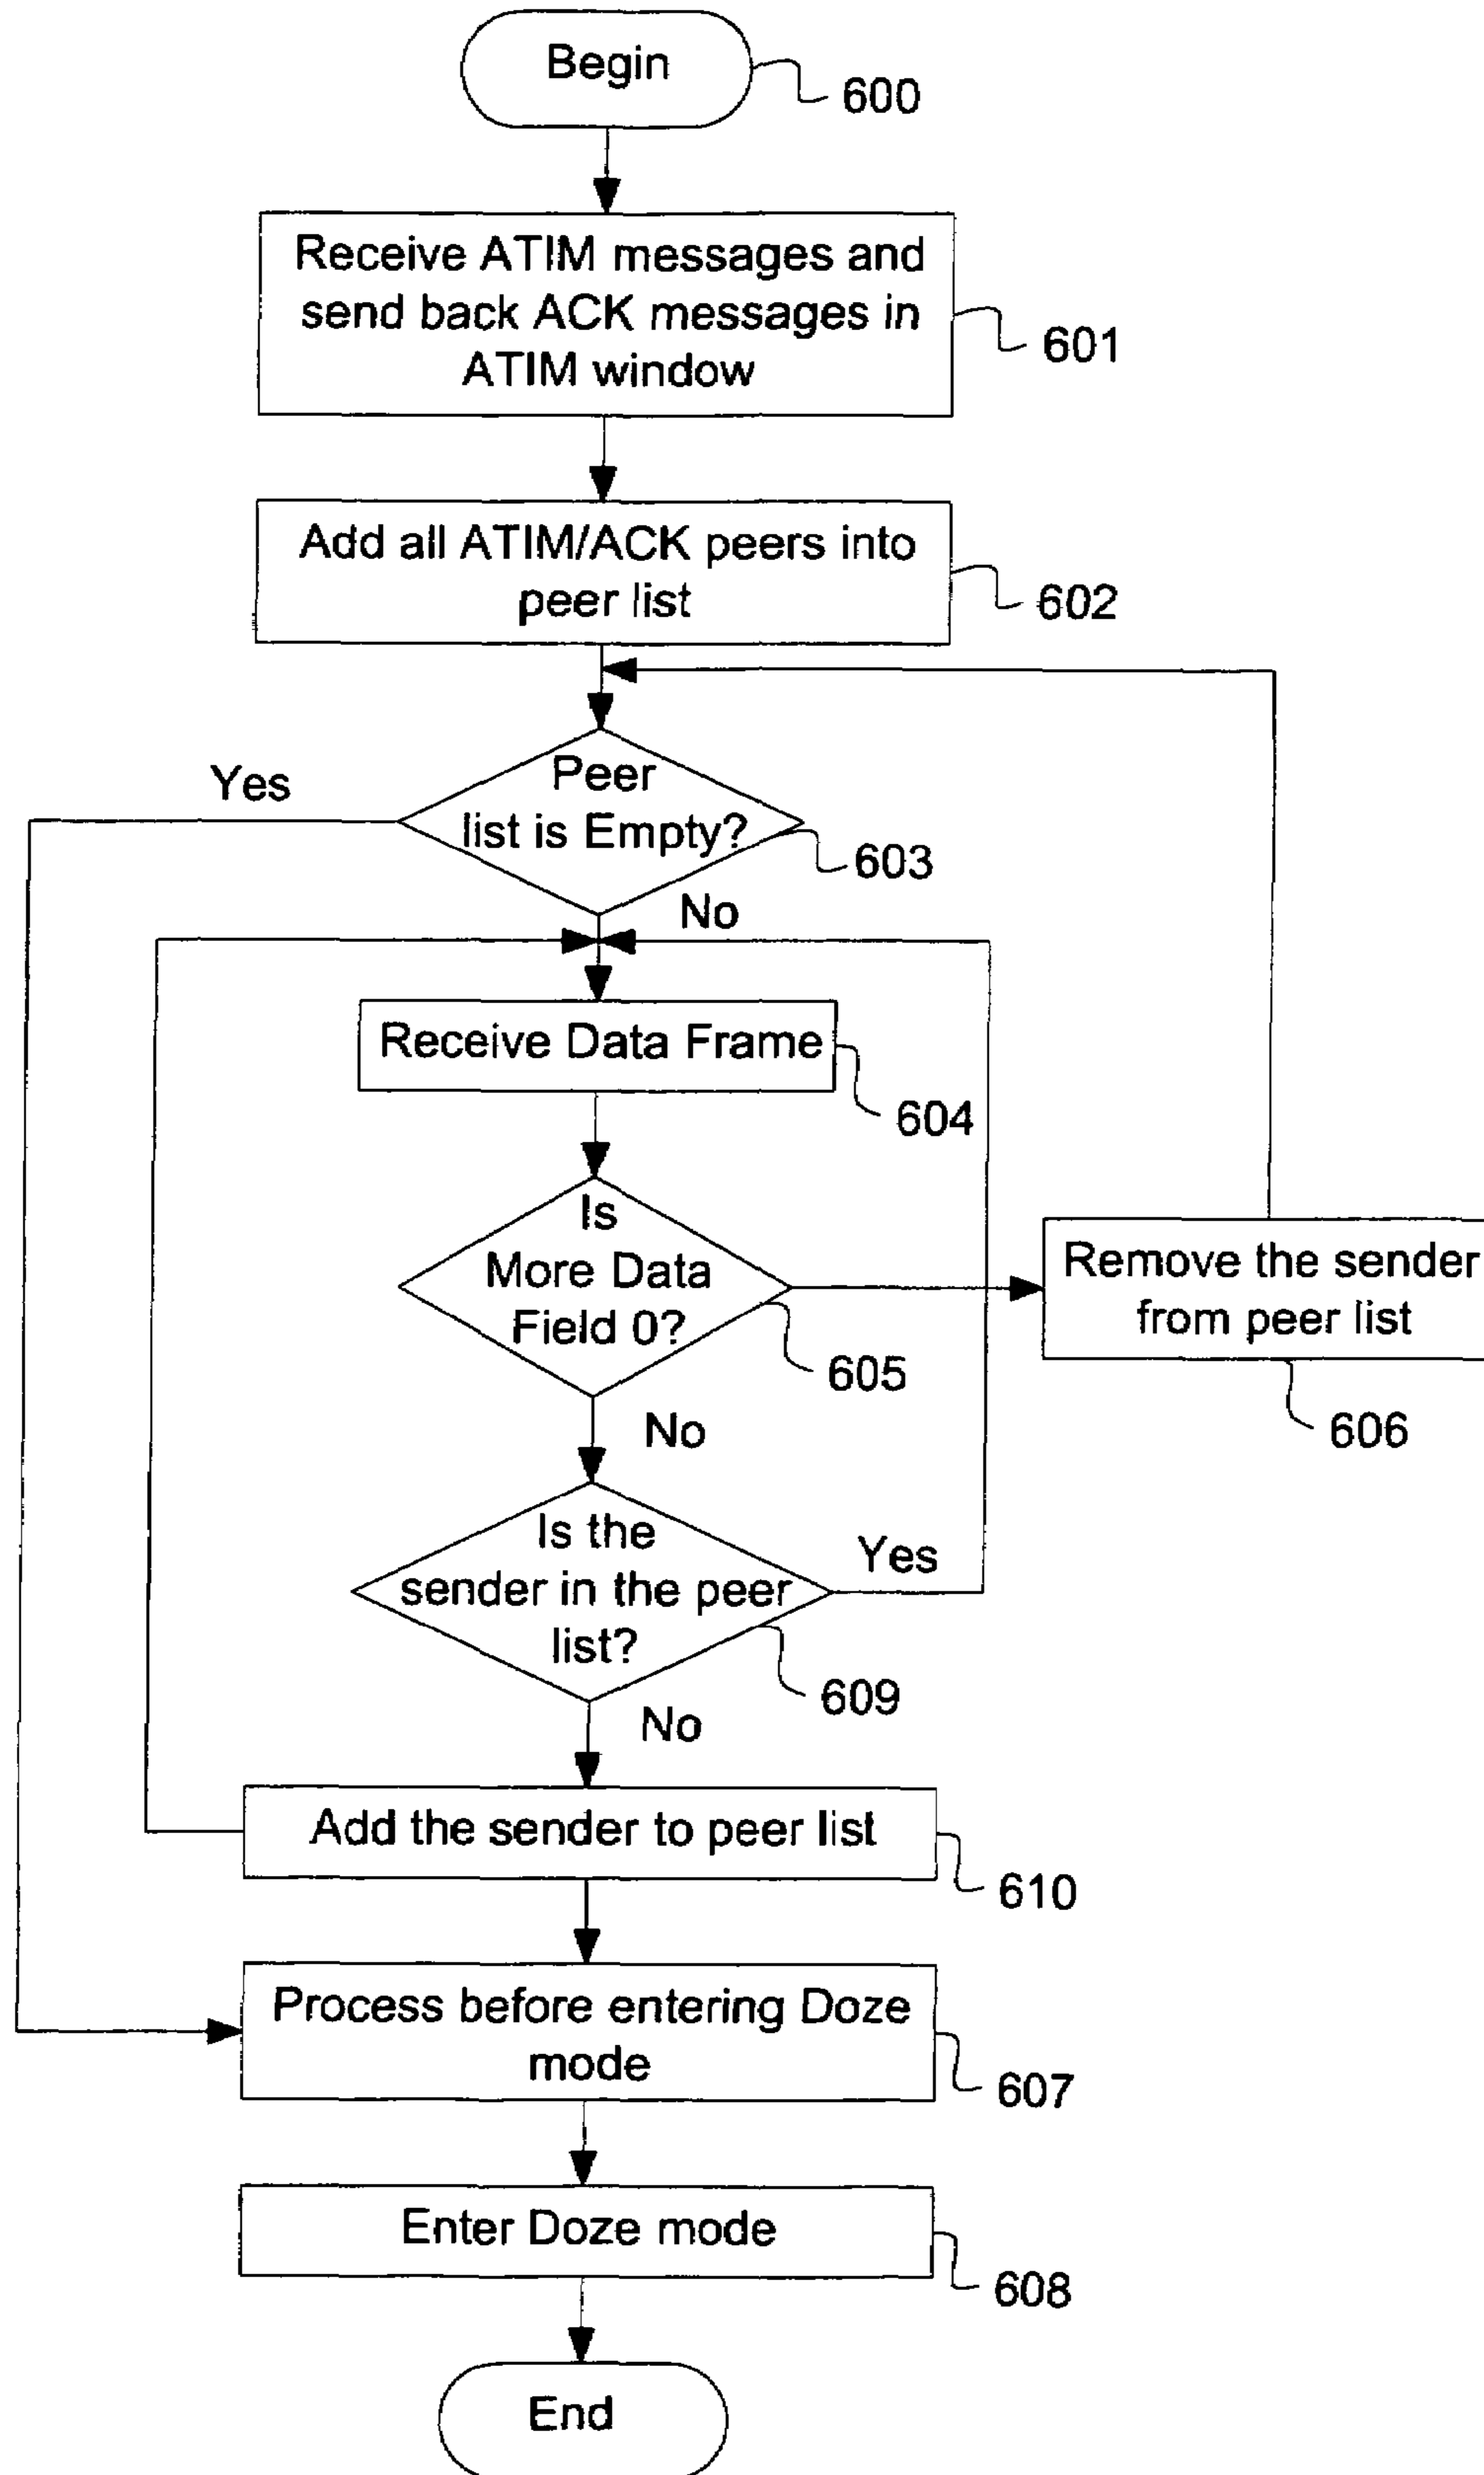 Begin
600
Receive ATIM messages and
send back ACK messages in
ATIM window
601
Add all ATIM/ACK peers into
peer list
602
Yes
Peer
list is Empty?
603
No
Receive Data Frame
604
Is
More Data
Field 0?
605
Remove the sender
from peer list
606
No
Is the
sender in the peer
list?
Yes
609
No
Add the sender to peer list
610
Process before entering Doze
mode
607
Enter Doze mode
608
End